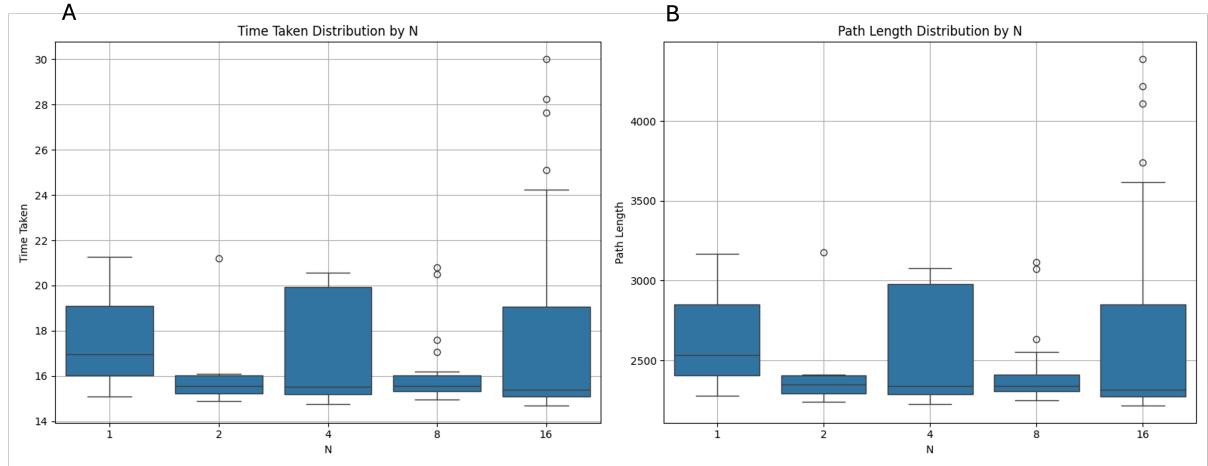 A
Time Taken Distribution by N
Time Taken
30
28
26
24
22
20
18
16
14
1 2 4 8 16
N
B
Path Length Distribution by N
Path Length
4000
3500
3000
2500
1 2 4 8 16
N